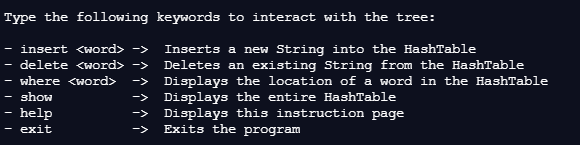 Type the following keywords to interact with the tree:
- insert <word> -> Inserts a new String into the HashTable
- delete <word> -> Deletes an existing String from the HashTable
- where <word> -> Displays the location of a word in the HashTable
- show -> Displays the entire HashTable
- help -> Displays this instruction page
- exit -> Exits the program